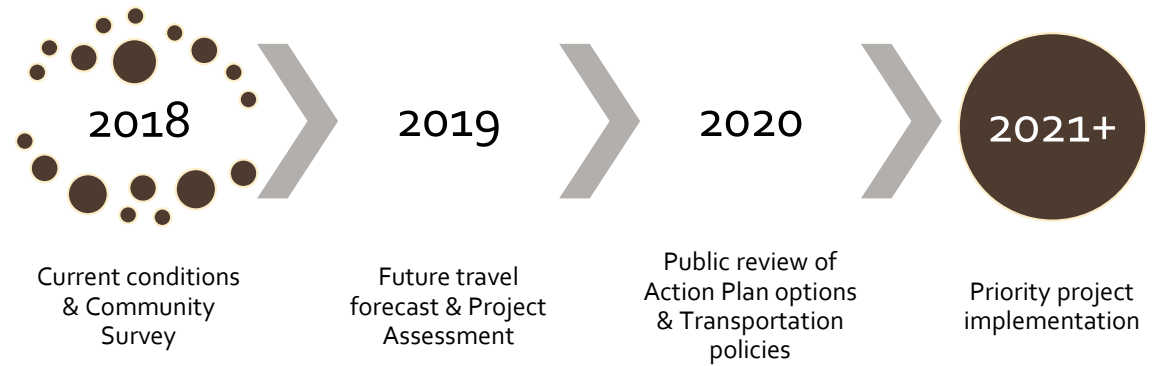 2018
2019
2020
2021+
Current conditions
& Community
Survey
Future travel
forecast & Project
Assessment
Public review of
Action Plan options
& Transportation
policies
Priority project
implementation